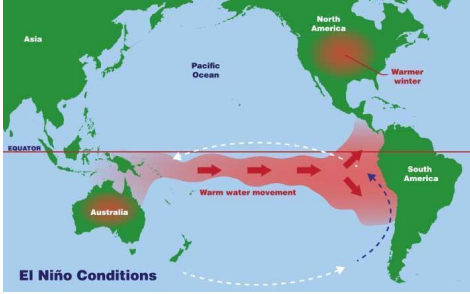 Asia
North
America
Pacific
Ocean
Warmer
winter
EQUATOR
South
America
Warm water movement
Australia
El Niño Conditions